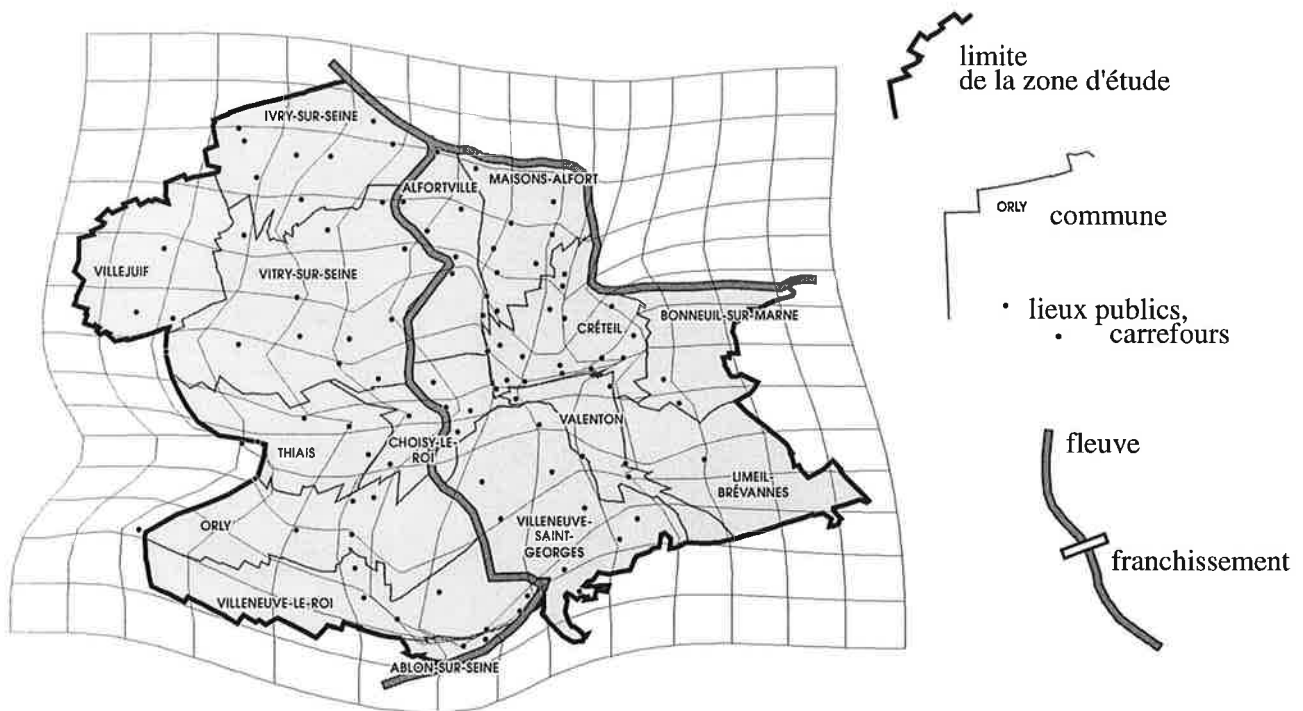 IVRY-SUR-SEINE
ALFORTVILLE
MAISONS-ALFORT
VILLEJUIF
VITRY-SUR-SEINE
CRÉTEIL
BONNEUIL-SUR-MARNE
THIAIS
CHOISY-LE-
ROI
VALENTON
LIMEIL-
BRÉVANNES
ORLY
VILLENEUVE-
SAINT-
GEORGES
VILLENEUVE-LE-ROI
ABLON-SUR-SEINE
limite
de la zone d'étude
ORLY commune
lieux publics,
carrefours
fleuve
franchissement